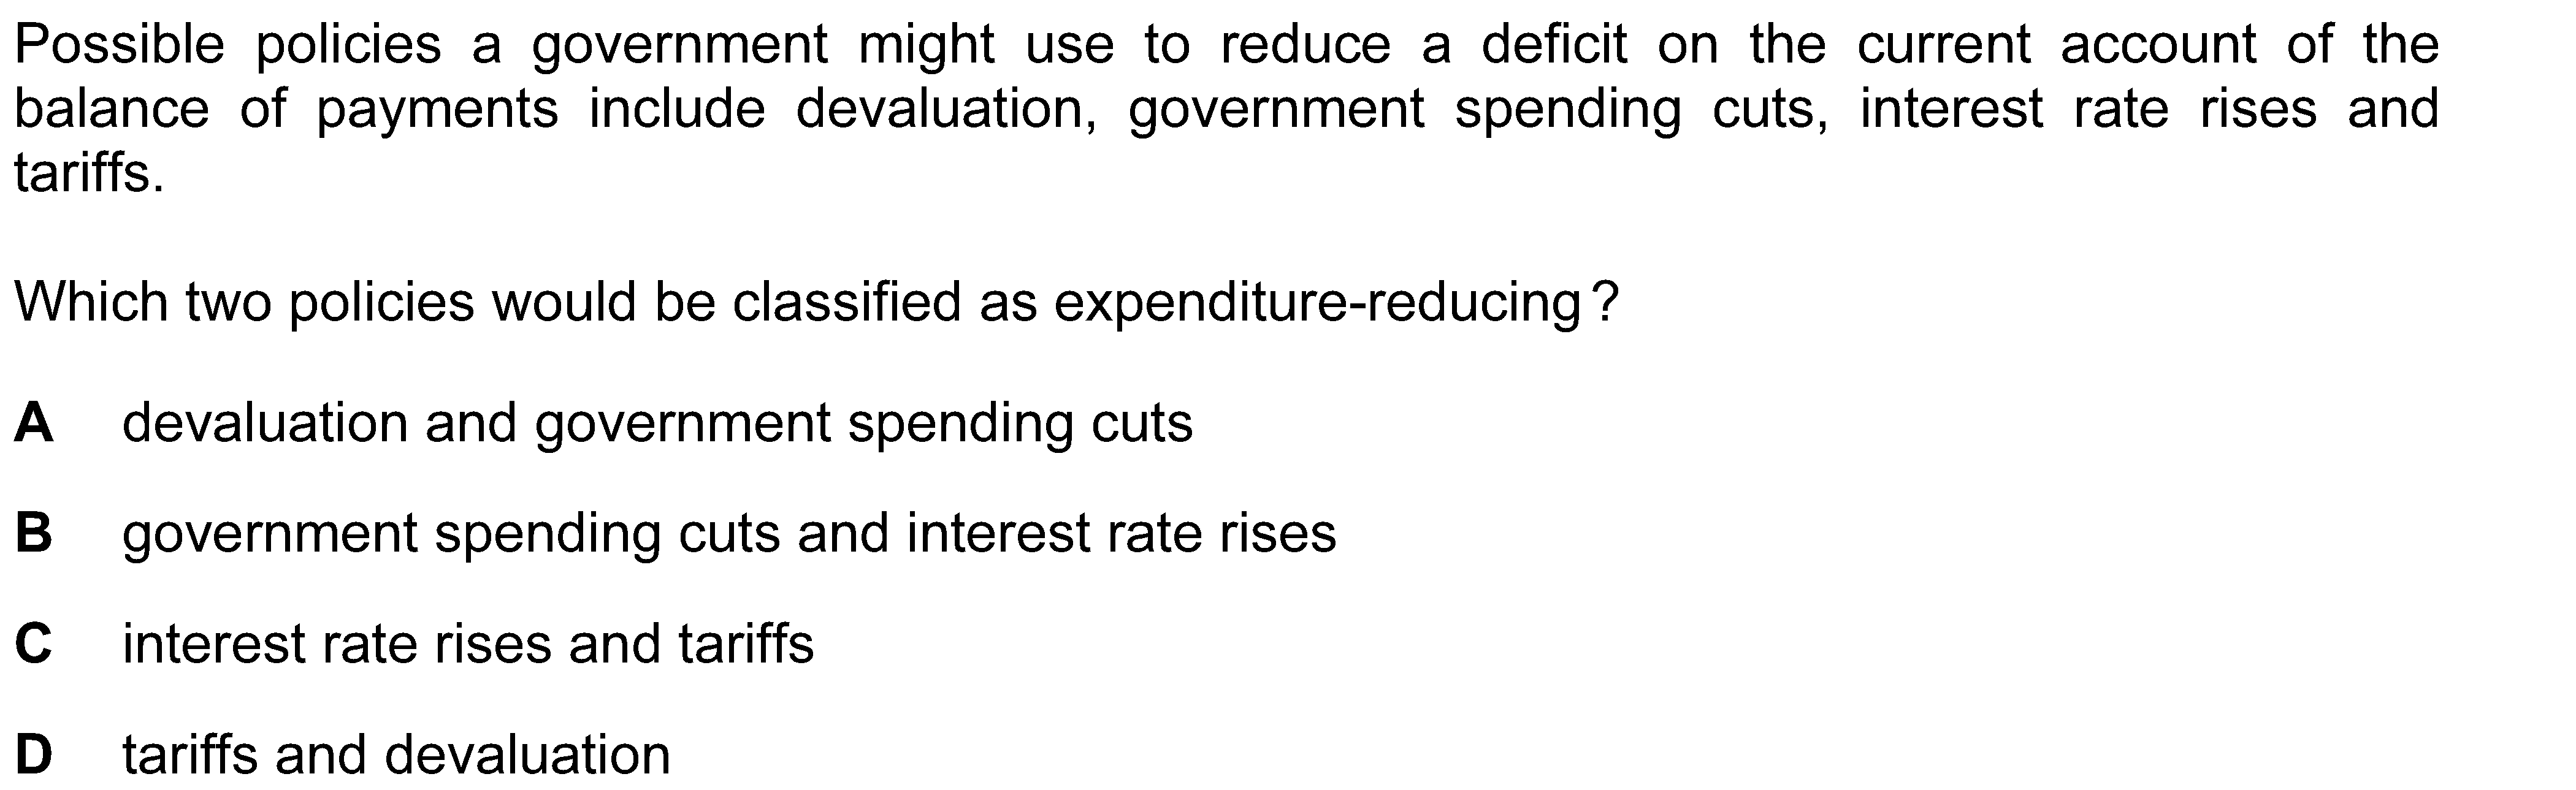 Possible policies a government might use to reduce a deficit on the current account of the
balance of payments include devaluation, government spending cuts, interest rate rises and
tariffs.
Which two policies would be classified as expenditure-reducing?
A devaluation and government spending cuts
B government spending cuts and interest rate rises
C interest rate rises and tariffs
D tariffs and devaluation